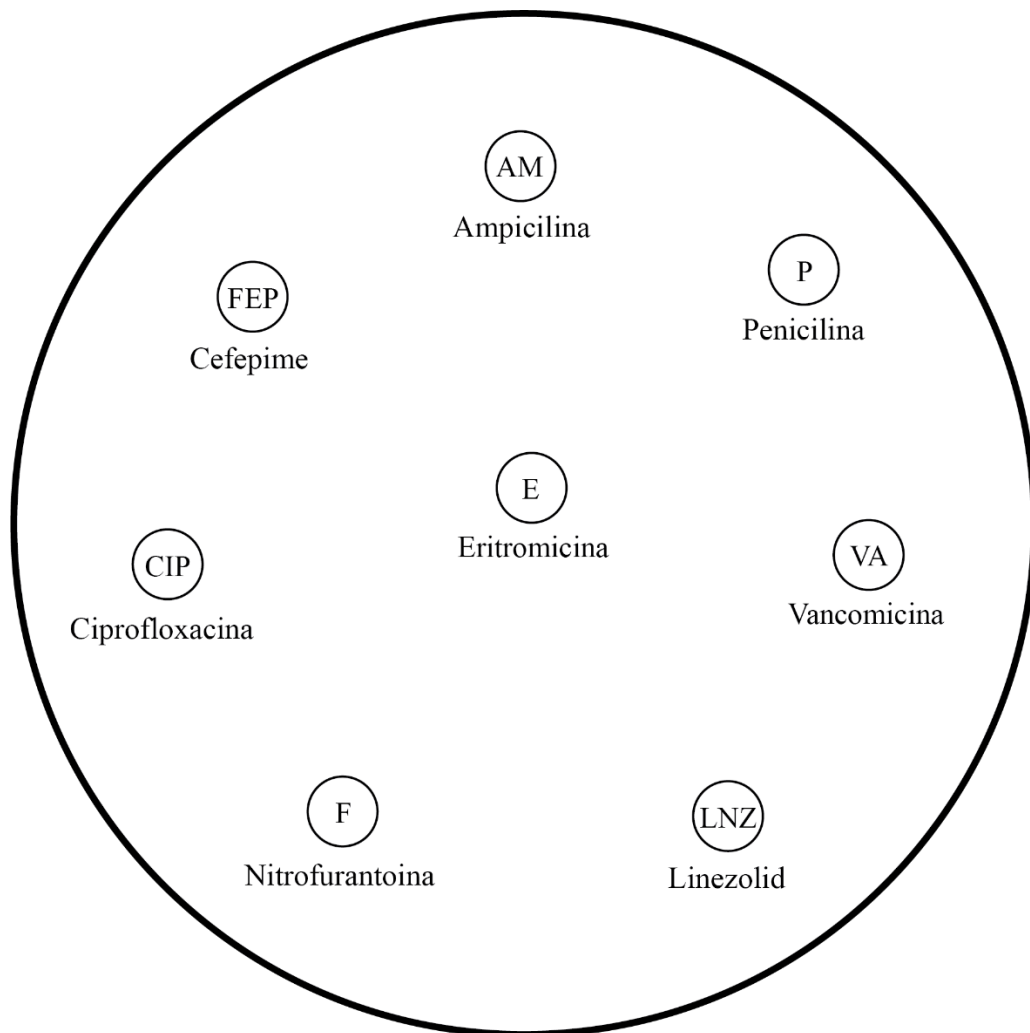 AM
Ampicilina
P
Penicilina
FEP
Cefepime
E
Eritromicina
CIP
Ciprofloxacina
VA
Vancomicina
F
Nitrofurantoina
LNZ
Linezolid